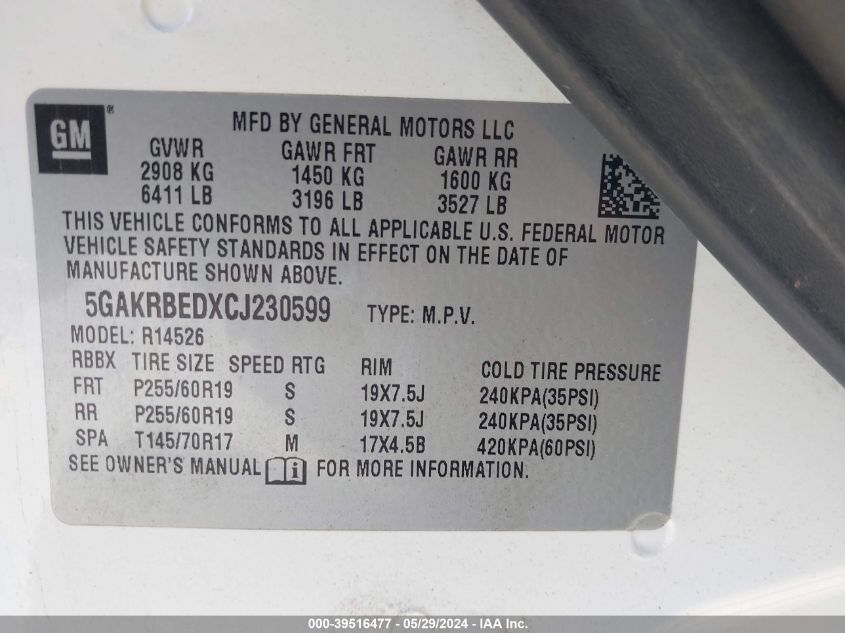 GM®
MFD BY GENERAL MOTORS LLC
GVWR GAWR FRT GAWR RR
2908 KG 1450 KG 1600 KG
6411 LB 3196 LB 3527 LB
THIS VEHICLE CONFORMS TO ALL APPLICABLE U.S. FEDERAL MOTOR
VEHICLE SAFETY STANDARDS IN EFFECT ON THE DATE OF
MANUFACTURE SHOWN ABOVE.
5GAKRBEDXCJ230599 TYPE: M.P.V.
MODEL: R14526
RBBX TIRE SIZE SPEED RTG RIM COLD TIRE PRESSURE
FRT P255/60R19 S 19X7.5J 240KPA(35PSI)
RR P255/60R19 S 19X7.5J 240KPA(35PSI)
SPA T145/70R17 M 17X4.5B 420KPA(60PSI)
SEE OWNER'S MANUAL i FOR MORE INFORMATION.
000-39516477 - 05/29/2024 - IAA Inc.